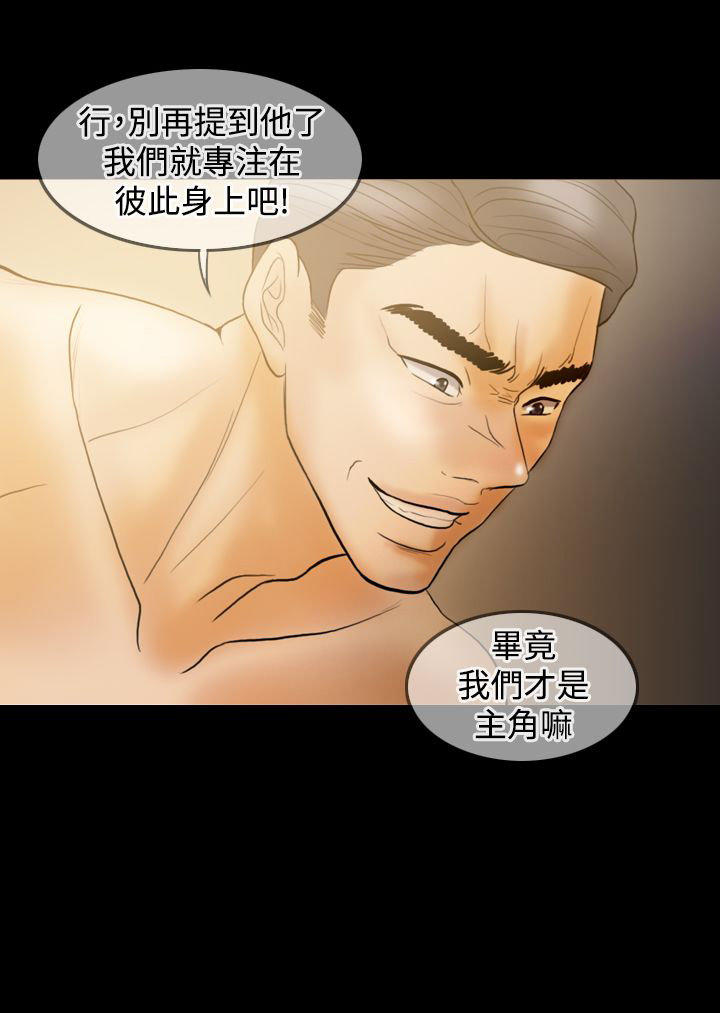 行,別再提到他了
我們就專注在
彼此身上吧!
畢竟
我們才是
主角嘛